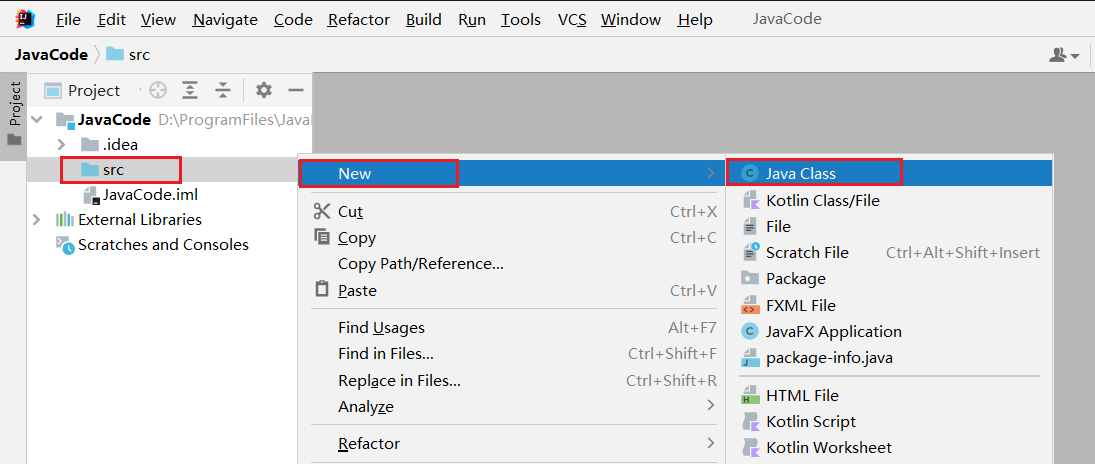 File Edit View Navigate Code Refactor Build Run Tools VCS Window Help JavaCode
JavaCode src
Project
Project
JavaCode D:\ProgramFiles\Java
.idea
src
JavaCode.iml
External Libraries
Scratches and Consoles
New
Cut Ctrl+X
Copy Ctrl+C
Copy Path/Reference...
Paste Ctrl+V
Find Usages Alt+F7
Find in Files... Ctrl+Shift+F
Replace in Files... Ctrl+Shift+R
Analyze
Refactor
Java Class
Kotlin Class/File
File
Scratch File Ctrl+Alt+Shift+Insert
Package
FXML File
JavaFX Application
package-info.java
HTML File
Kotlin Script
Kotlin Worksheet